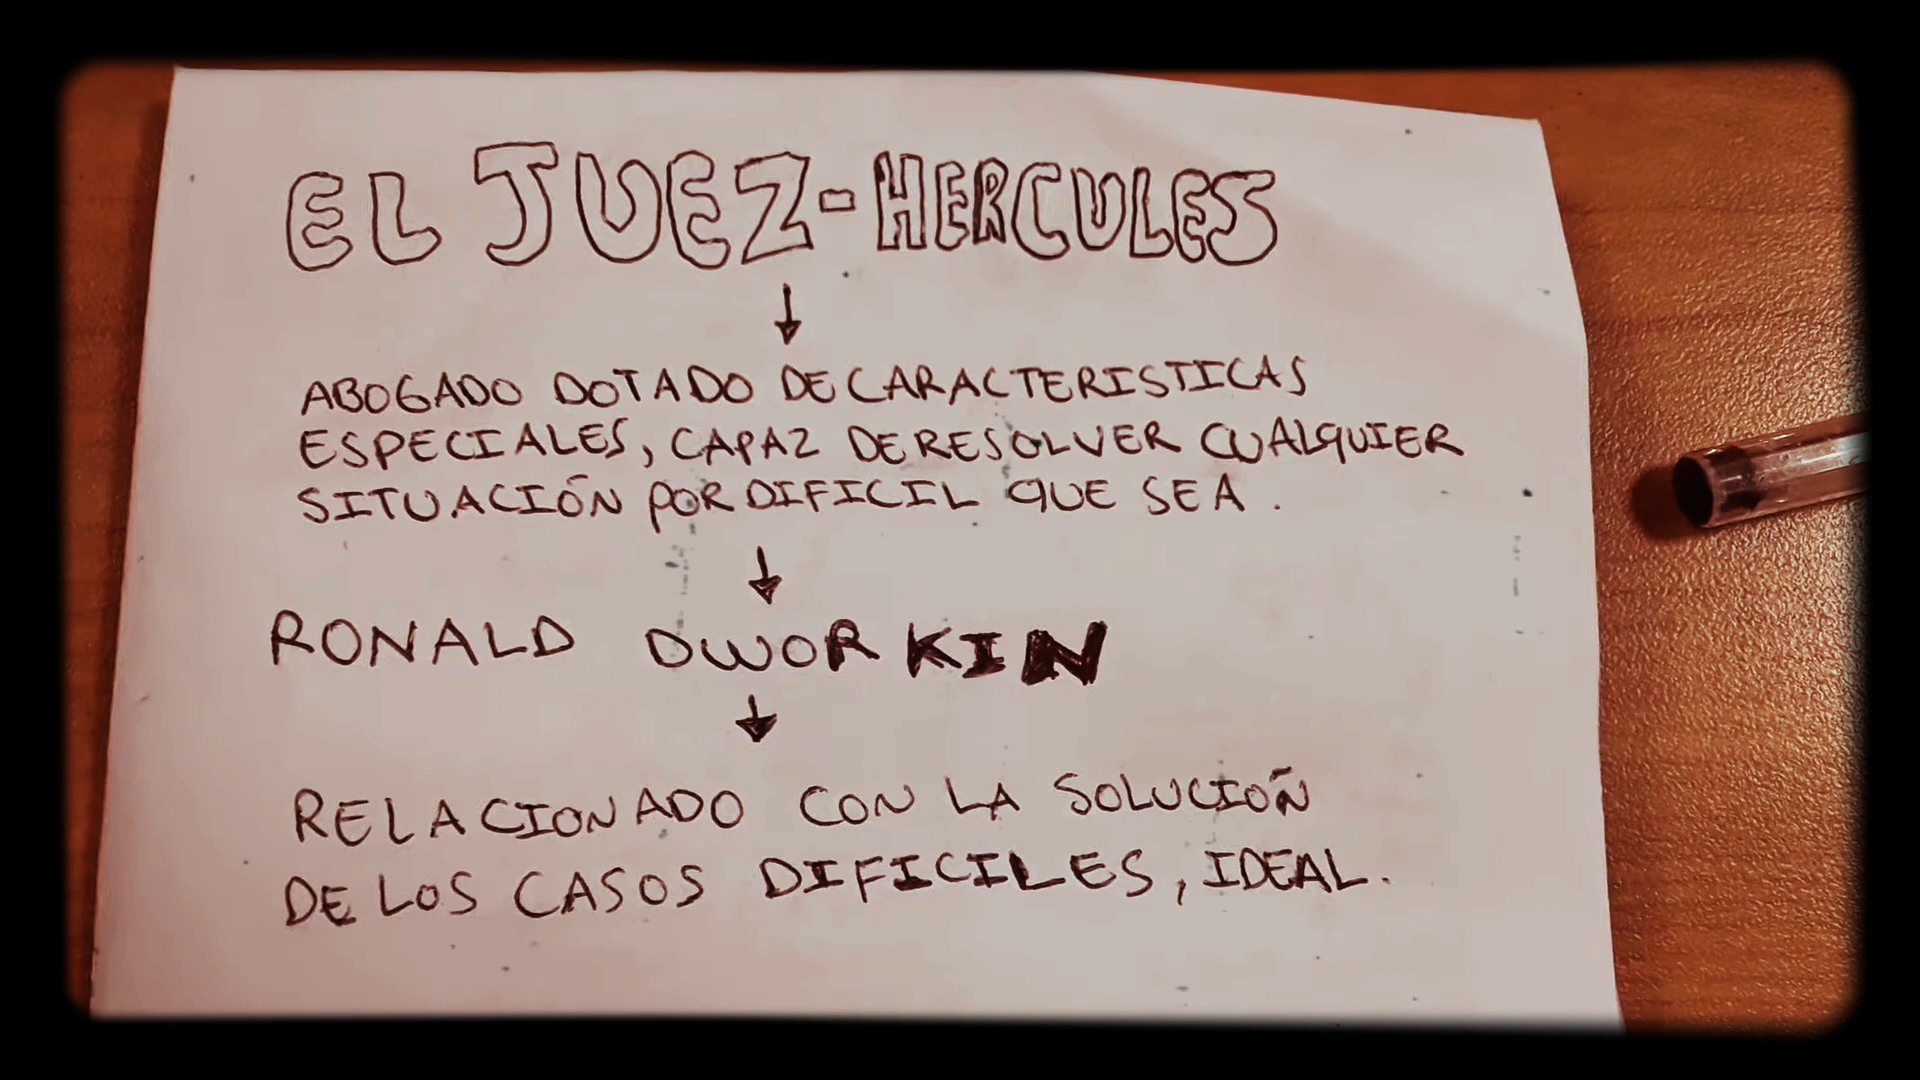 EL JUEZ-HERCULES
ABOGADO DOTADO DE CARACTERISTICAS
ESPECIALES, CAPAZ DE RESOLVER CUALQUIER
SITUACIÓN POR DIFICIL QUE SEA.
RONALD DWORKIN
RELACIONADO CON LA SOLUCIÓN
DE LOS CASOS DIFICILES, IDEAL.